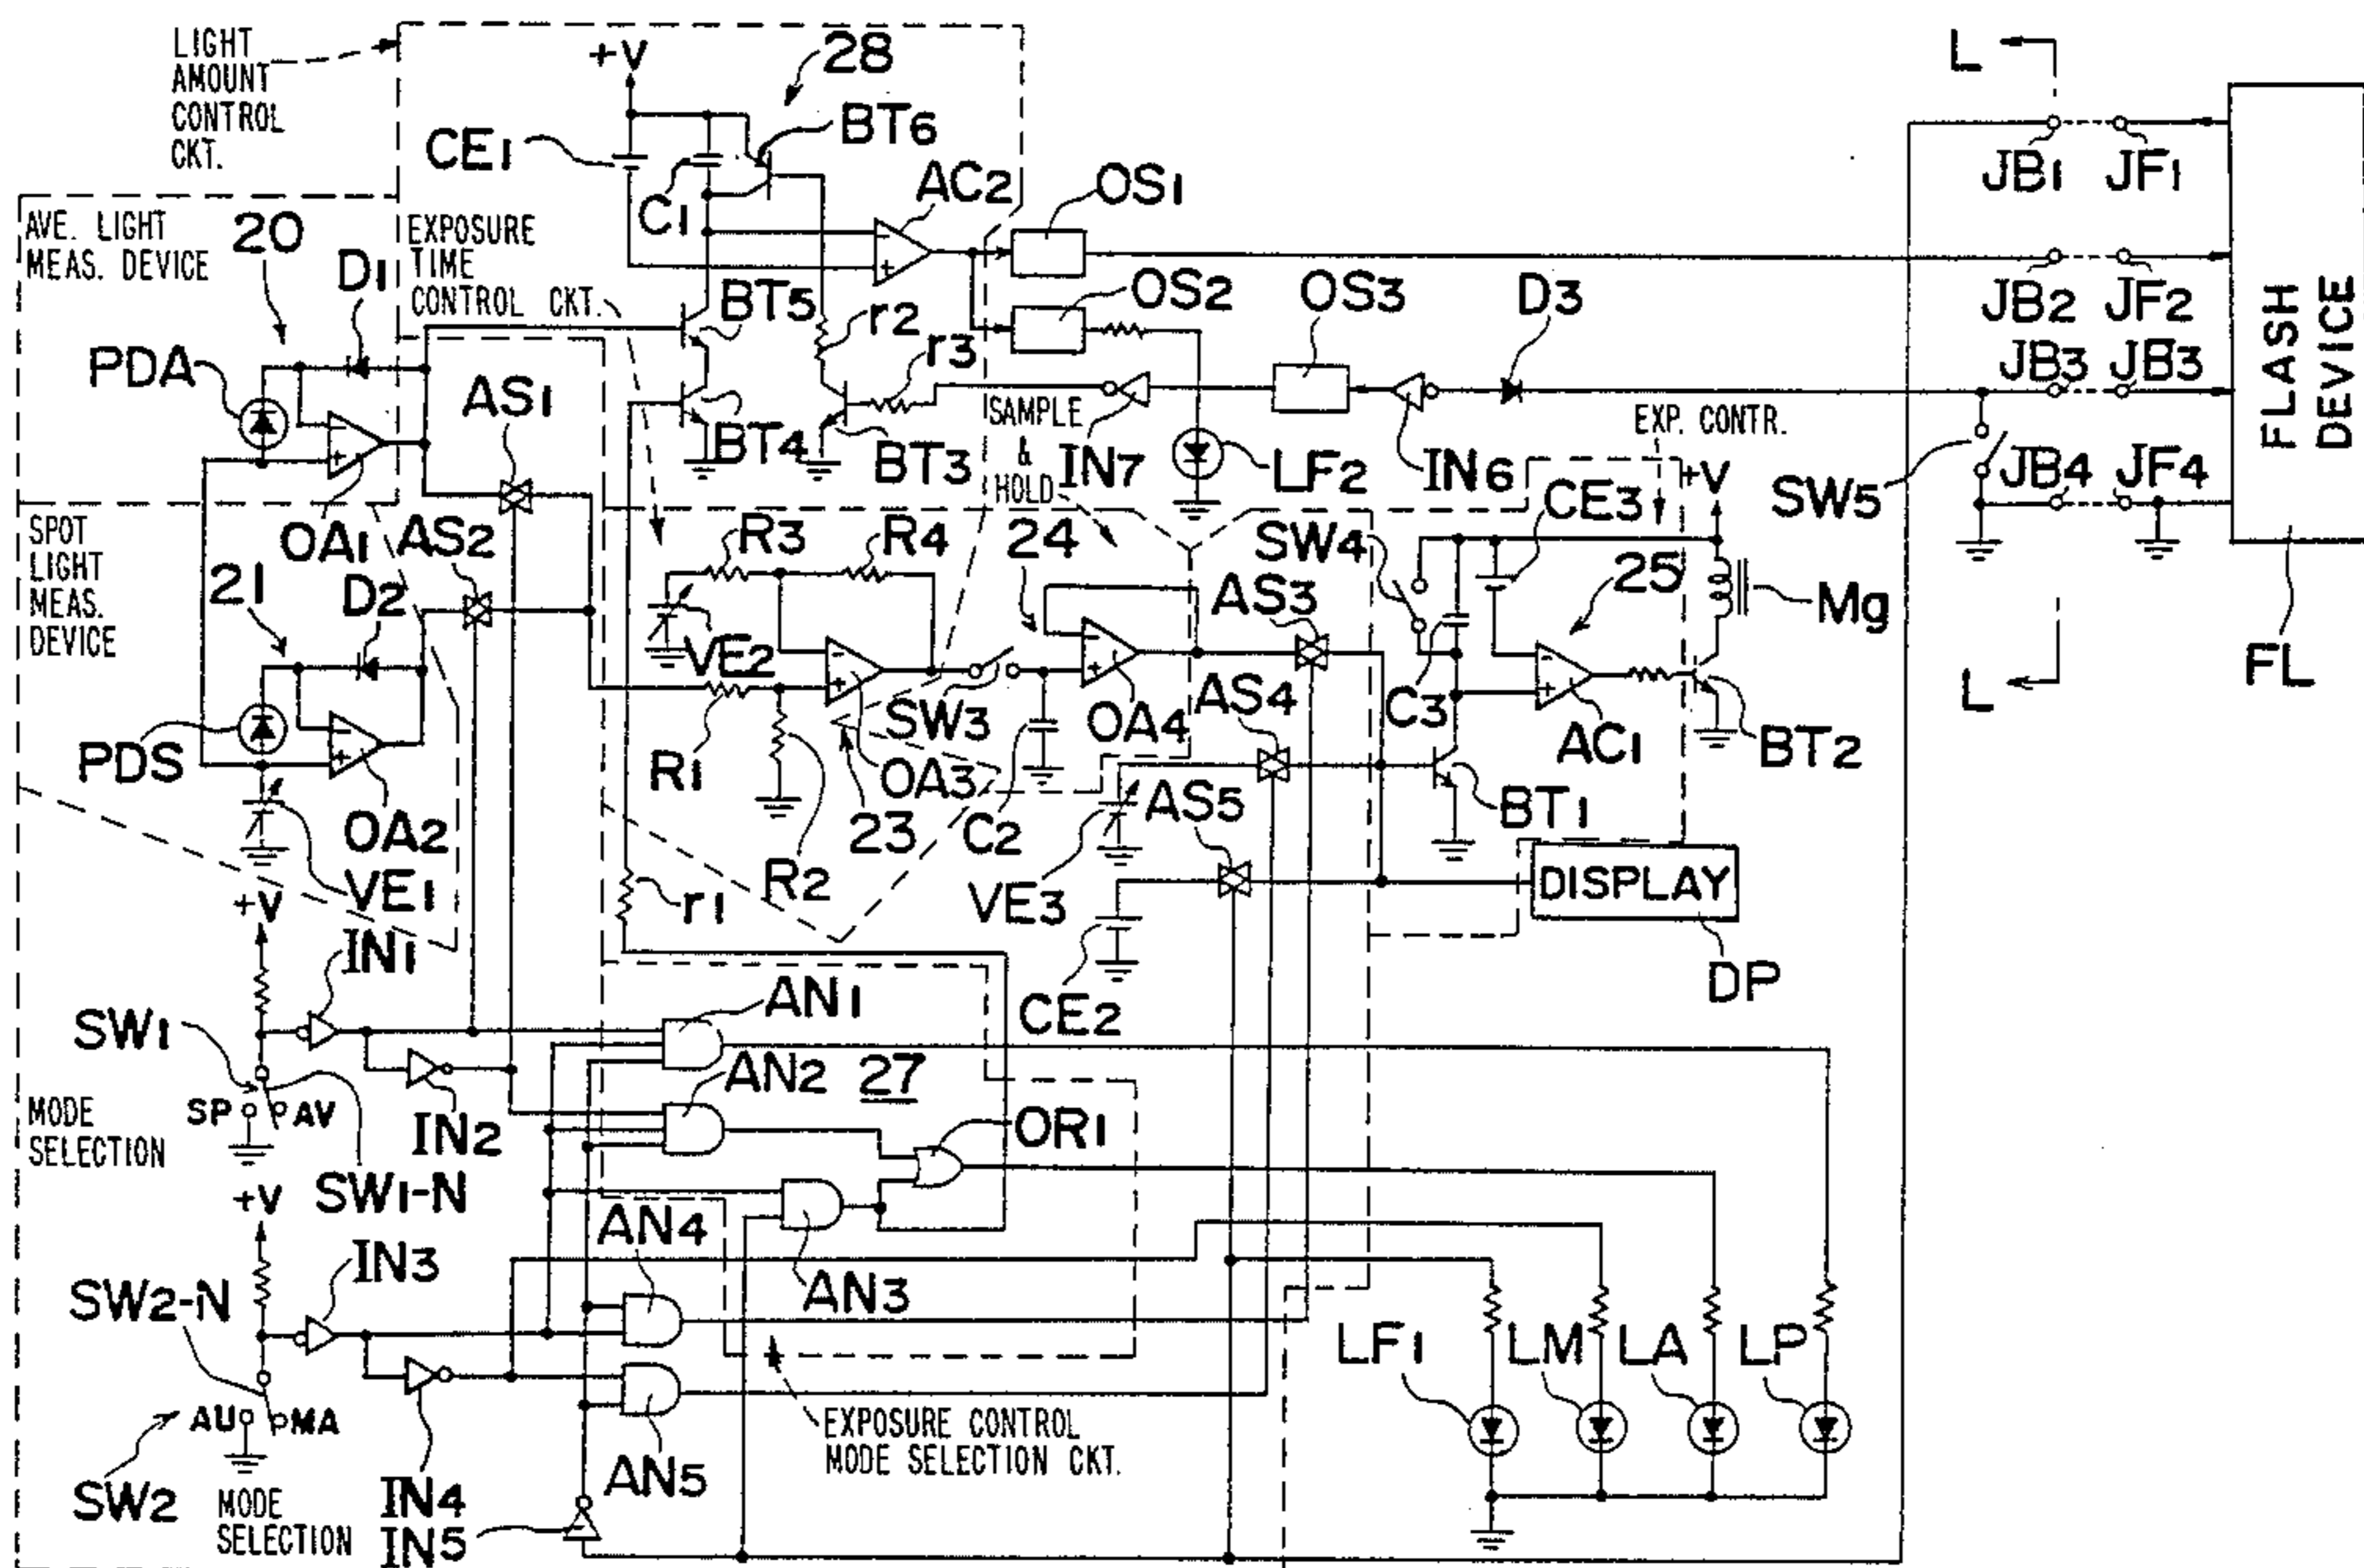 LIGHT
AMOUNT
CONTROL
CKT.
+V
28
BT6
CE1
C1
AC2
OS1
L
JB1
JF1
AVE. LIGHT
MEAS. DEVICE
20
D1
EXPOSURE
TIME
CONTROL CKT.
BT5
r2
OS2
OS3
D3
JB2
JF2
FLASH
DEVICE
PDA
AS1
r3
JB3
JB3
BT4
BT3
SAMPLE
&
HOLD
IN7
LF2
IN6
EXP. CONTR.
CE3
+V
SW5
JB4
JF4
SPOT
LIGHT
MEAS.
DEVICE
OA1
AS2
R3
R4
24
SW4
25
Mg
21
D2
AS3
VE2
FL
PDS
SW3
OA4
AS4
C3
AC1
BT2
L
R1
OA3
OA2
23
C2
AS5
BT1
VE1
R2
VE3
DISPLAY
+V
r1
DP
IN1
CE2
SW1
AN1
AN2
27
SP
AV
IN2
OR1
MODE
SELECTION
SW1-N
+V
AN4
IN3
AN3
SW2-N
LF1
LM
LA
LP
AU
MA
EXPOSURE CONTROL
MODE SELECTION CKT.
SW2
MODE
SELECTION
IN4
AN5
IN5